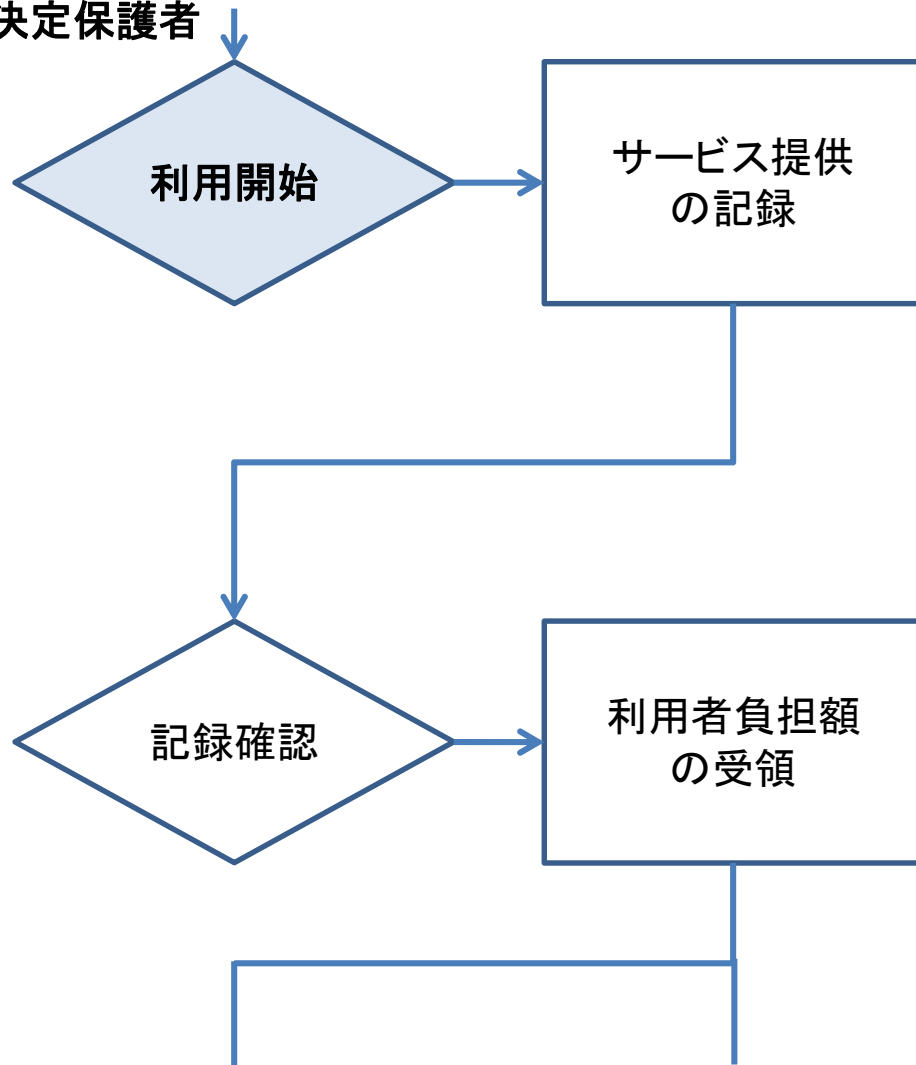 決定保護者
利用開始
サービス提供
の記録
記録確認
利用者負担額
の受領